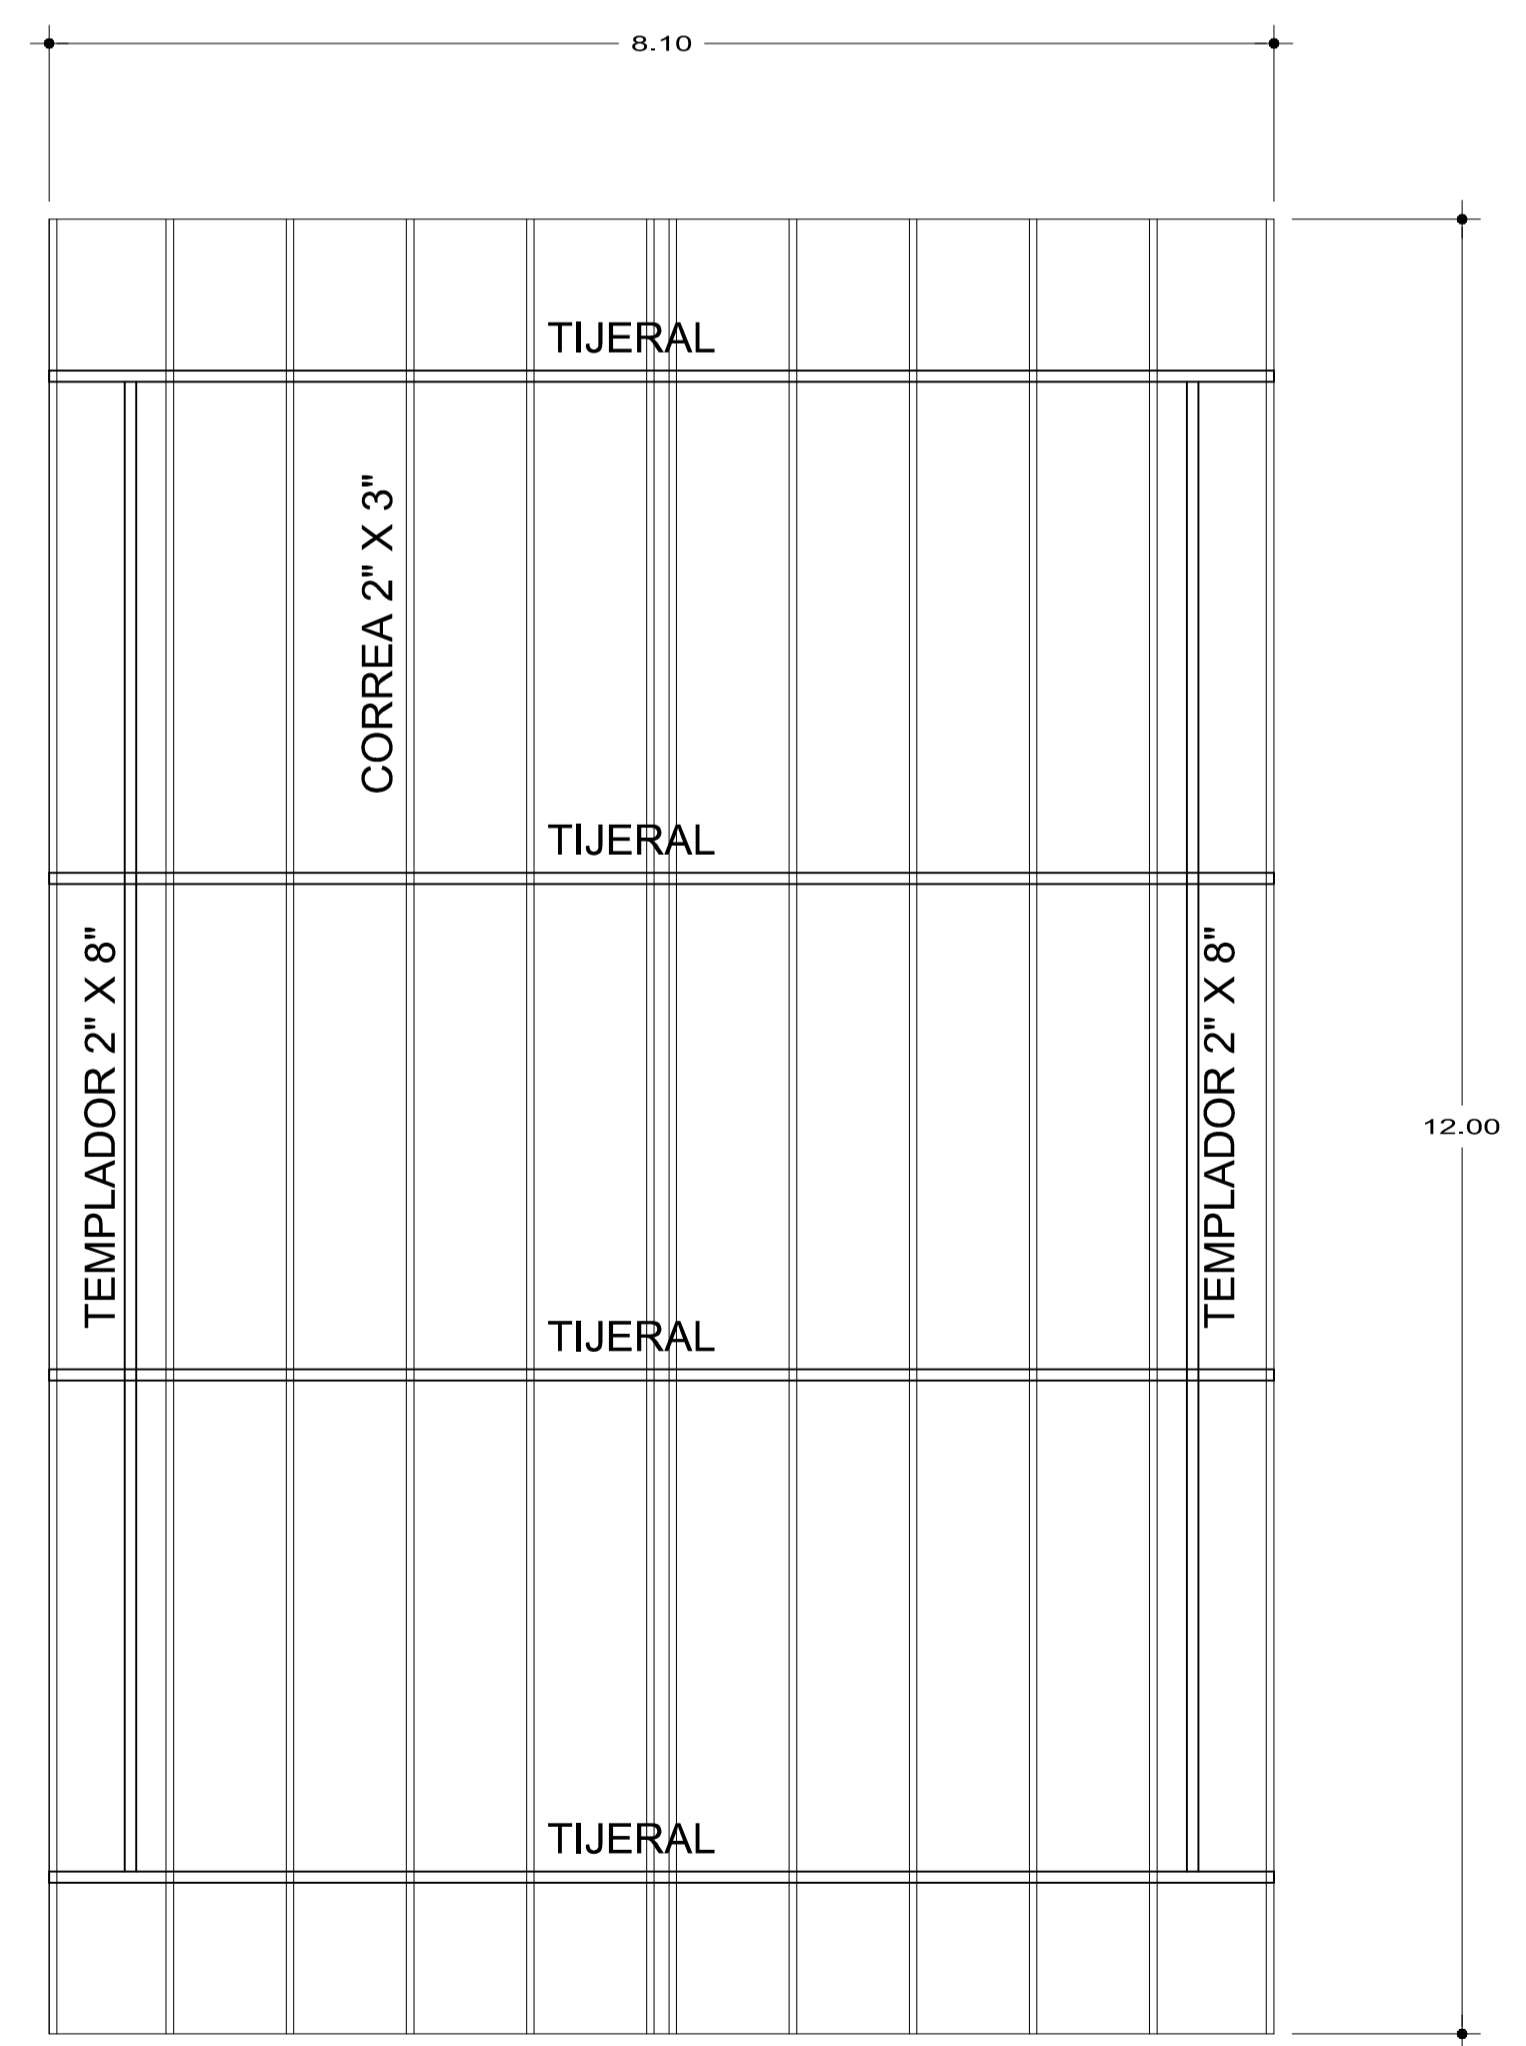 8.10
TIJERAL
CORREA 2" X 3"
TIJERAL
TEMPLADOR 2" X 8"
TEMPLADOR 2" X 8"
12.00
TIJERAL
TIJERAL